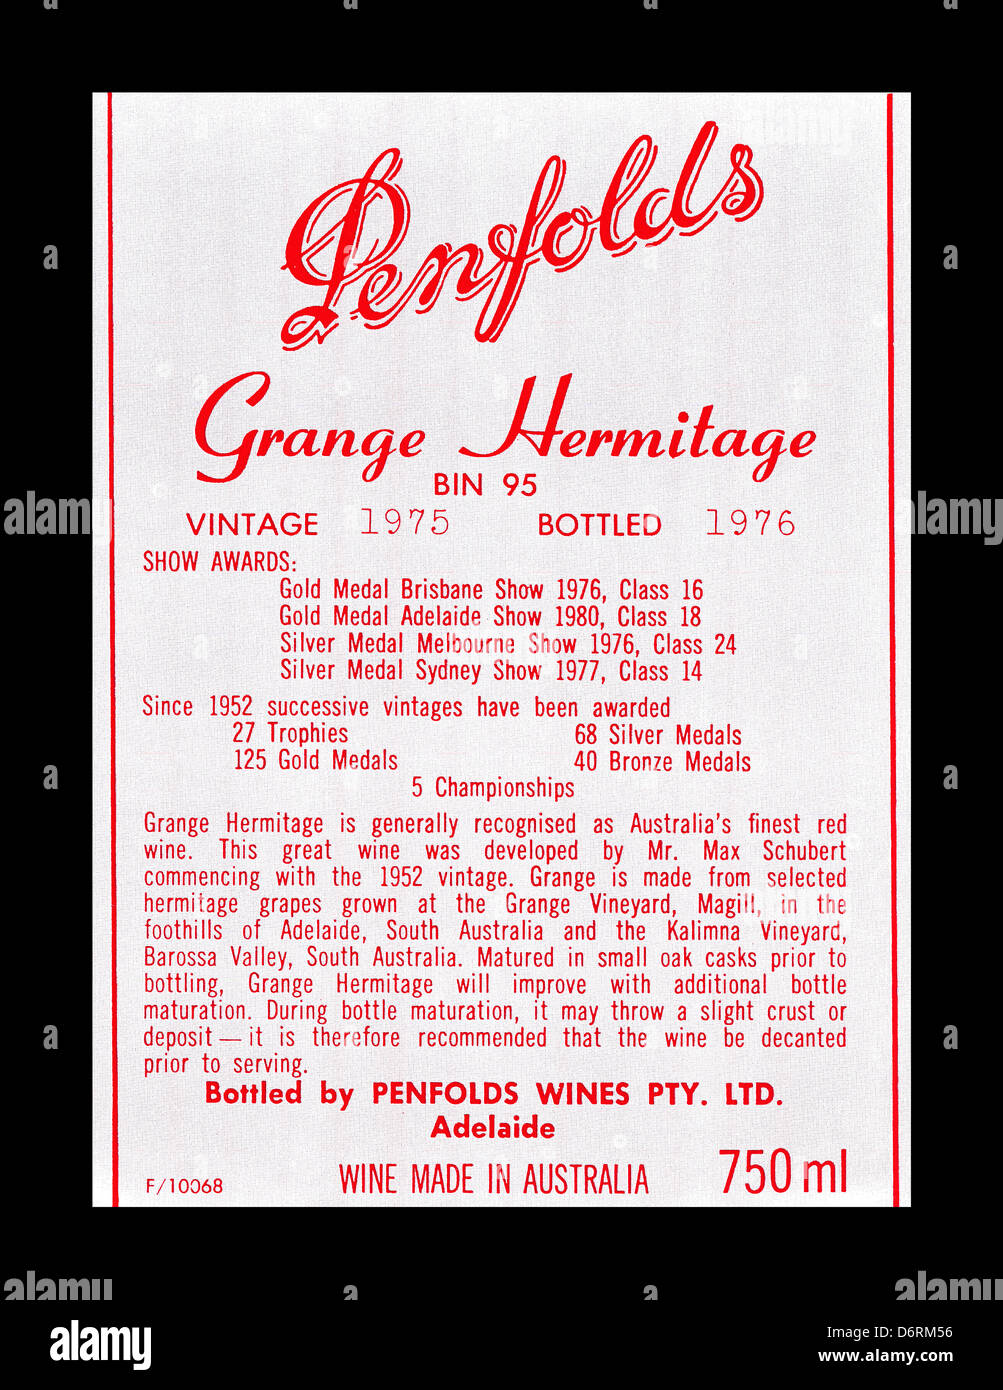 Penfolds
Grange Hermitage
BIN 95
VINTAGE 1975 BOTTLED 1976
SHOW AWARDS:
Gold Medal Brisbane Show 1976, Class 16
Gold Medal Adelaide Show 1980, Class 18
Silver Medal Melbourne Show 1976, Class 24
Silver Medal Sydney Show 1977, Class 14
Since 1952 successive vintages have been awarded
27 Trophies 68 Silver Medals
125 Gold Medals 40 Bronze Medals
5 Championships
Grange Hermitage is generally recognised as Australia's finest red
wine. This great wine was developed by Mr. Max Schubert
commencing with the 1952 vintage. Grange is made from selected
hermitage grapes grown at the Grange Vineyard, Magill, in the
foothills of Adelaide, South Australia and the Kalimna Vineyard,
Barossa Valley, South Australia. Matured in small oak casks prior to
bottling, Grange Hermitage will improve with additional bottle
maturation. During bottle maturation, it may throw a slight crust or
deposit — it is therefore recommended that the wine be decanted
prior to serving.
Bottled by PENFOLDS WINES PTY. LTD.
Adelaide
F/10068 WINE MADE IN AUSTRALIA 750 ml
alamy
Image ID: D6RM56
www.alamy.com